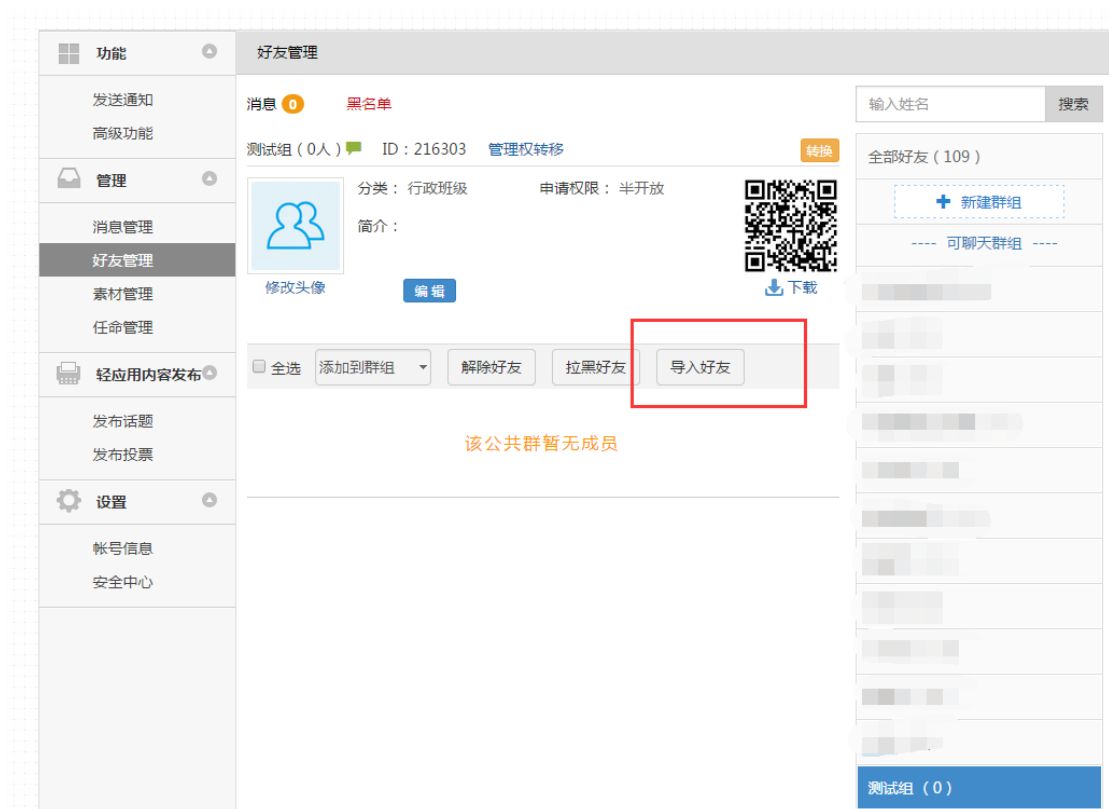 功能
发送通知
高级功能
管理
消息管理
好友管理
素材管理
任命管理
轻应用内容发布
发布话题
发布投票
设置
帐号信息
安全中心
好友管理
消息 0 黑名单
测试组（0人） ID：216303 管理权转移 转换
分类： 行政班级 申请权限： 半开放
简介：
修改头像 编辑 下载
全选 添加到群组 解除好友 拉黑好友 导入好友
该公共群暂无成员
输入姓名 搜索
全部好友（109）
新建群组
---- 可聊天群组 ----
测试组（0）